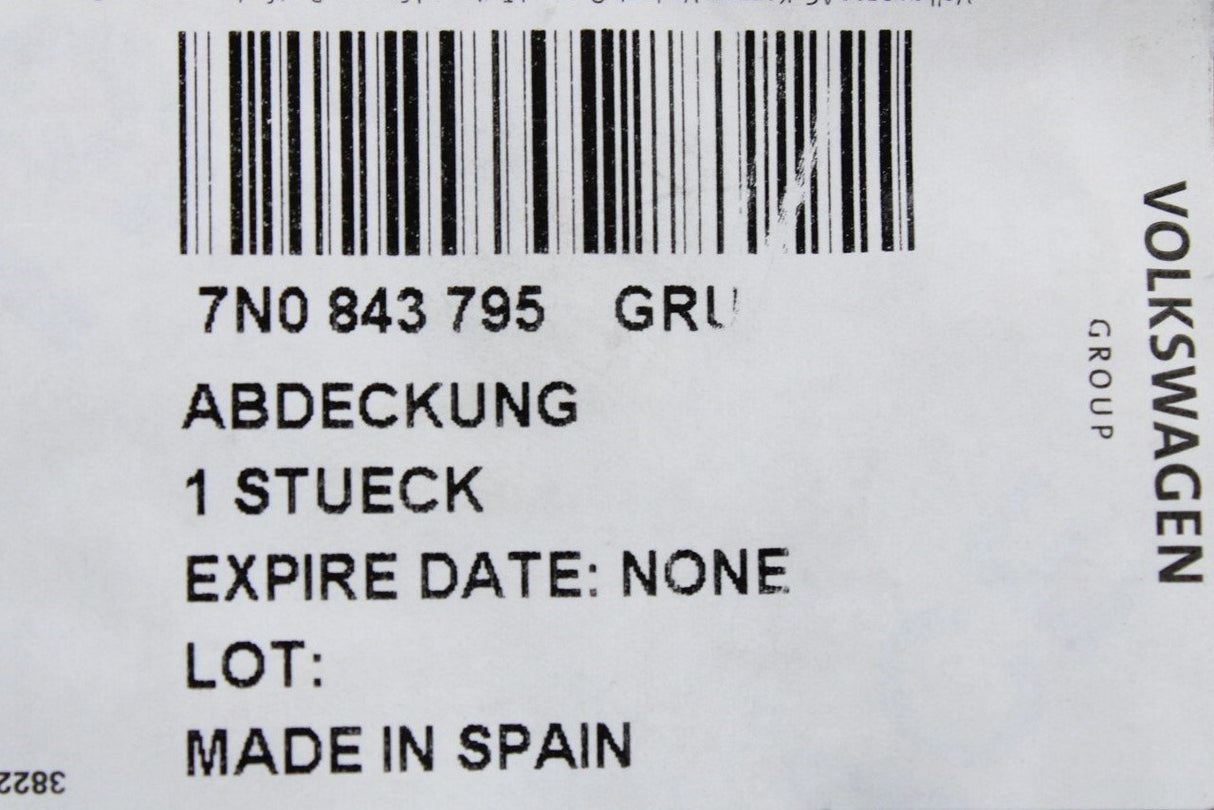 7N0 843 795 GRU
ABDECKUNG
1 STUECK
EXPIRE DATE: NONE
LOT:
MADE IN SPAIN
VOLKSWAGEN
GROUP
3822